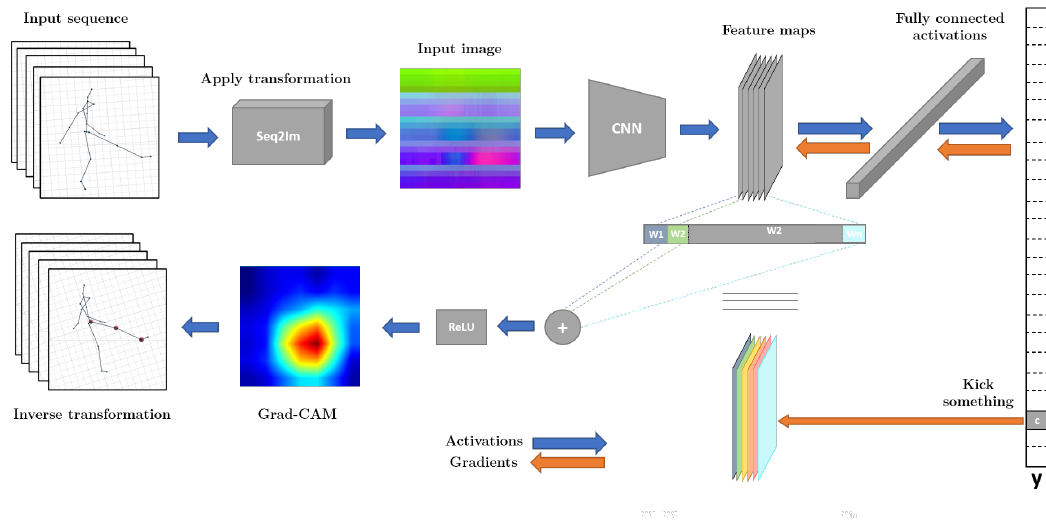 Input sequence
Apply transformation
Seq2Im
Input image
CNN
Feature maps
Fully connected
activations
W1
W2
W2
Wn
+
ReLU
Grad-CAM
Inverse transformation
Kick
something
c
y
Activations
Gradients